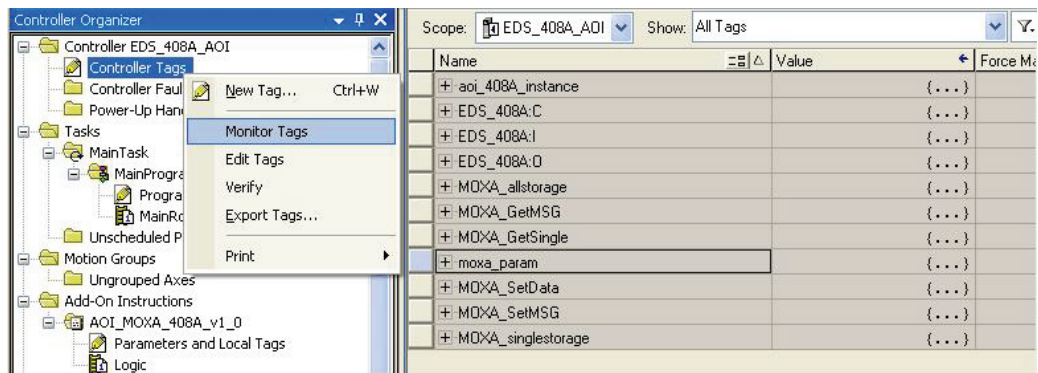 Controller Organizer
Controller EDS_408A_AOI
Controller Tags
Controller Faul
Power-Up Han
Tasks
MainTask
MainProgra
Progra
MainRo
Unscheduled P
Motion Groups
Ungrouped Axes
Add-On Instructions
AOI_MOXA_408A_v1_0
Parameters and Local Tags
Logic
New Tag... Ctrl+W
Monitor Tags
Edit Tags
Verify
Export Tags...
Print
Scope: EDS_408A_AOI Show: All Tags
Name Value Force Ma
aoi_408A_instance {...}
EDS_408A:C {...}
EDS_408A:I {...}
EDS_408A:O {...}
MOXA_allstorage {...}
MOXA_GetMSG {...}
MOXA_GetSingle {...}
moxa_param {...}
MOXA_SetData {...}
MOXA_SetMSG {...}
MOXA_singlestorage {...}